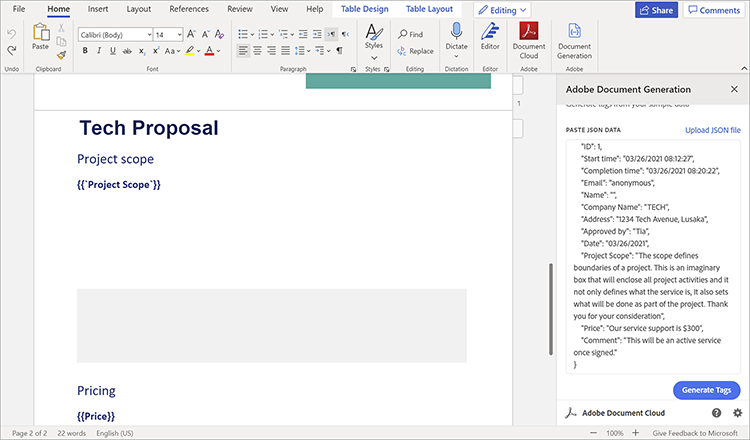 File Home Insert Layout References Review View Help Table Design Table Layout Editing Share Comments
Calibri (Body) 14 A A
Paste Styles Find Replace Dictate Editor Document Cloud Document Generation
B I U ab x₂ x² Aa A
Undo Clipboard Font Paragraph Styles Editing Dictation Editor Adobe Adobe
Tech Proposal
Project scope
{{`Project Scope`}}
Pricing
{{Price}}
1
Adobe Document Generation
Generate tags from your sample data
PASTE JSON DATA Upload JSON file
"ID": 1,
"Start time": "03/26/2021 08:12:27",
"Completion time": "03/26/2021 08:20:22",
"Email": "anonymous",
"Name": "",
"Company Name": "TECH",
"Address": "1234 Tech Avenue, Lusaka",
"Approved by": "Tia",
"Date": "03/26/2021",
"Project Scope": "The scope defines
boundaries of a project. This is an imaginary
box that will enclose all project activities and it
not only defines what the service is, it also sets
what will be done as part of the project. Thank
you for your consideration",
"Price": "Our service support is $300",
"Comment": "This will be an active service
once signed."
}
Generate Tags
Adobe Document Cloud
Page 2 of 2 22 words English (US) 100% Give Feedback to Microsoft